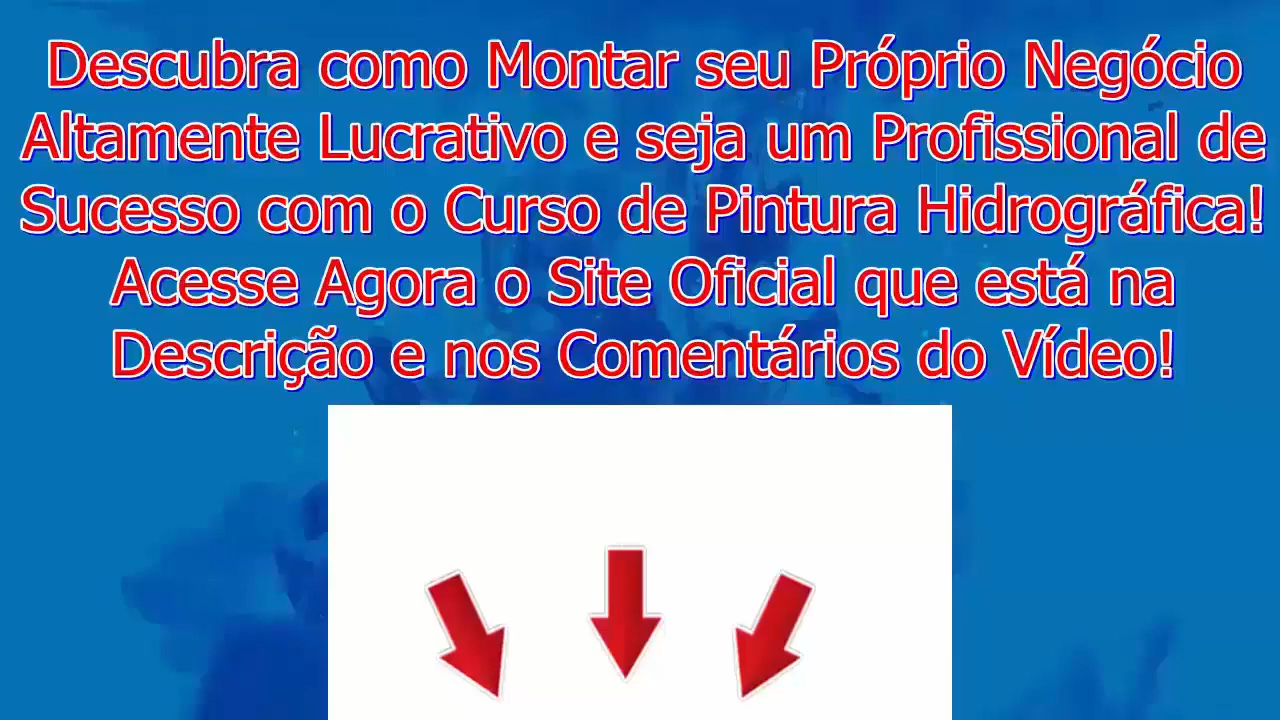 Descubra como Montar seu Próprio Negócio
Altamente Lucrativo e seja um Profissional de
Sucesso com o Curso de Pintura Hidrográfica!
Acesse Agora o Site Oficial que está na
Descrição e nos Comentários do Vídeo!